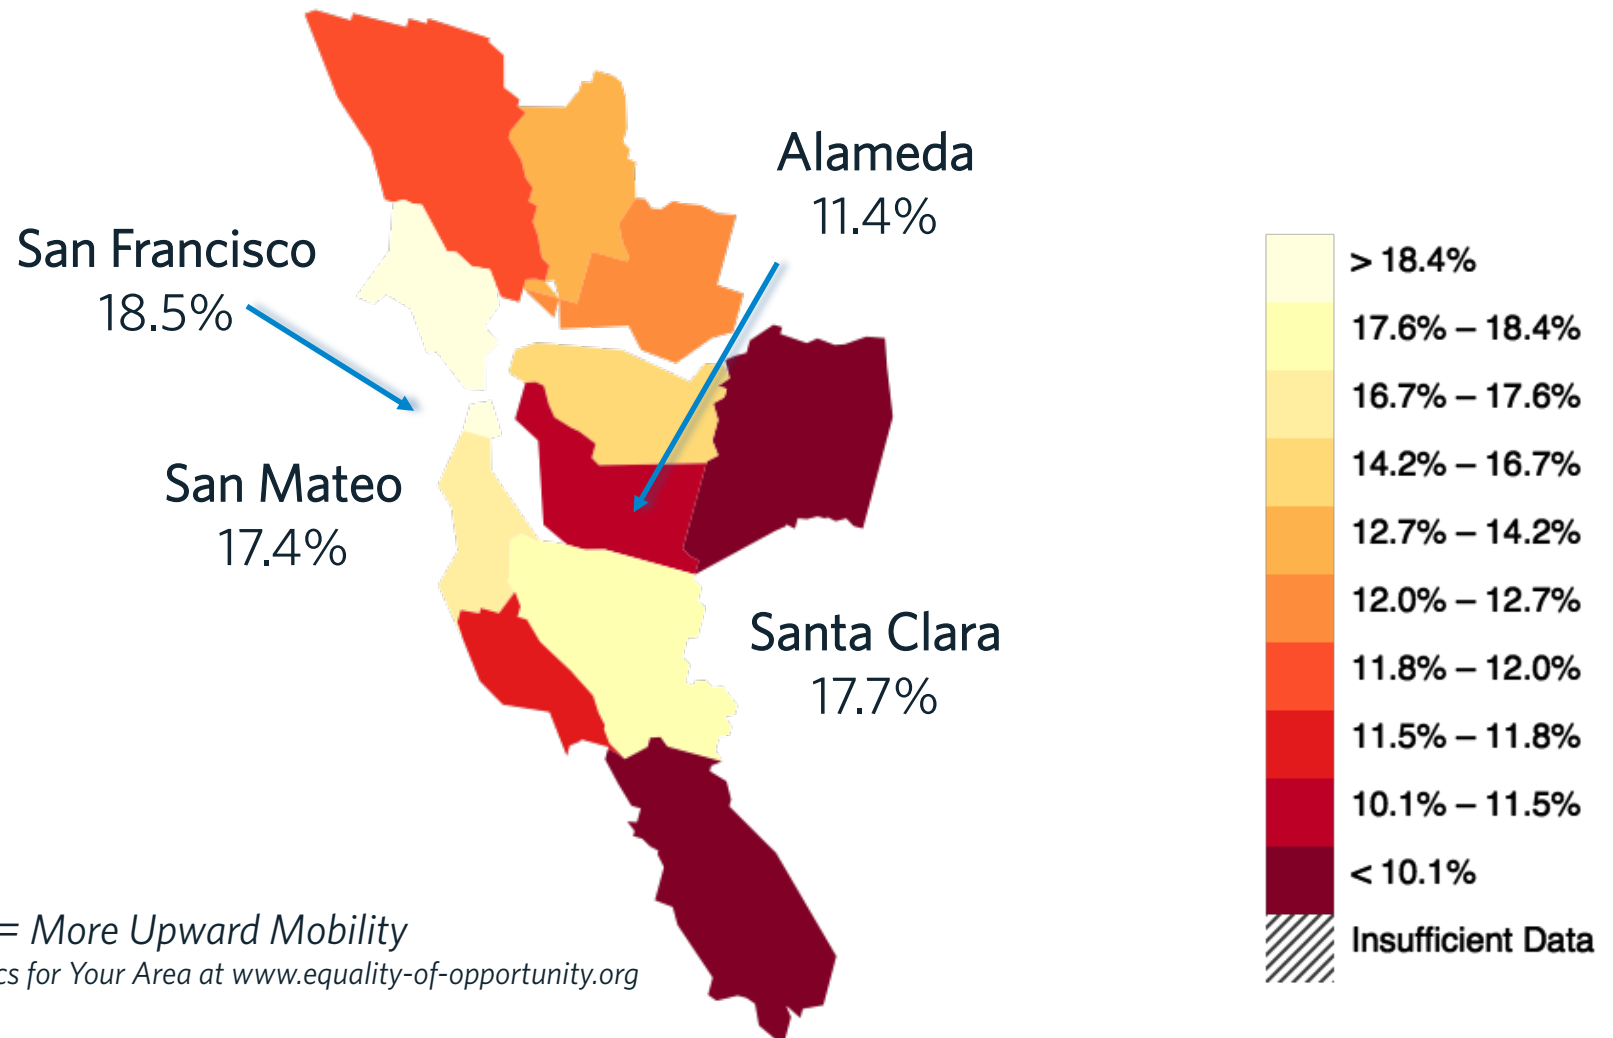 Alameda
11.4%
San Francisco
18.5%
San Mateo
17.4%
Santa Clara
17.7%
> 18.4%
17.6% – 18.4%
16.7% – 17.6%
14.2% – 16.7%
12.7% – 14.2%
12.0% – 12.7%
11.8% – 12.0%
11.5% – 11.8%
10.1% – 11.5%
< 10.1%
Insufficient Data
= More Upward Mobility
for Your Area at www.equality-of-opportunity.org